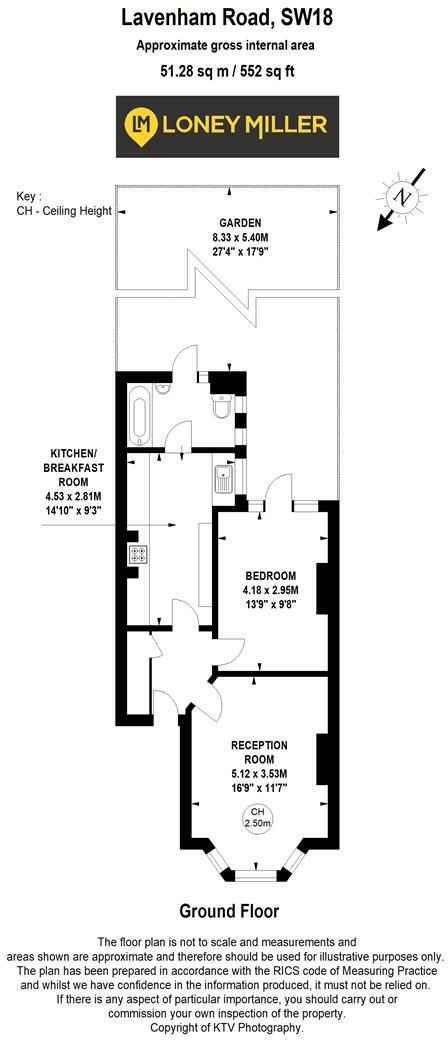 Lavenham Road, SW18
Approximate gross internal area
51.28 sq m / 552 sq ft
LM LONEY MILLER
Key :
CH - Ceiling Height
N
GARDEN
8.33 x 5.40M
27'4" x 17'9"
KITCHEN/
BREAKFAST
ROOM
4.53 x 2.81M
14'10" x 9'3"
BEDROOM
4.18 x 2.95M
13'9" x 9'8"
RECEPTION
ROOM
5.12 x 3.53M
16'9" x 11'7"
CH
2.50m
Ground Floor
The floor plan is not to scale and measurements and
areas shown are approximate and therefore should be used for illustrative purposes only.
The plan has been prepared in accordance with the RICS code of Measuring Practice
and whilst we have confidence in the information produced, it must not be relied on.
If there is any aspect of particular importance, you should carry out or
commission your own inspection of the property.
Copyright of KTV Photography.